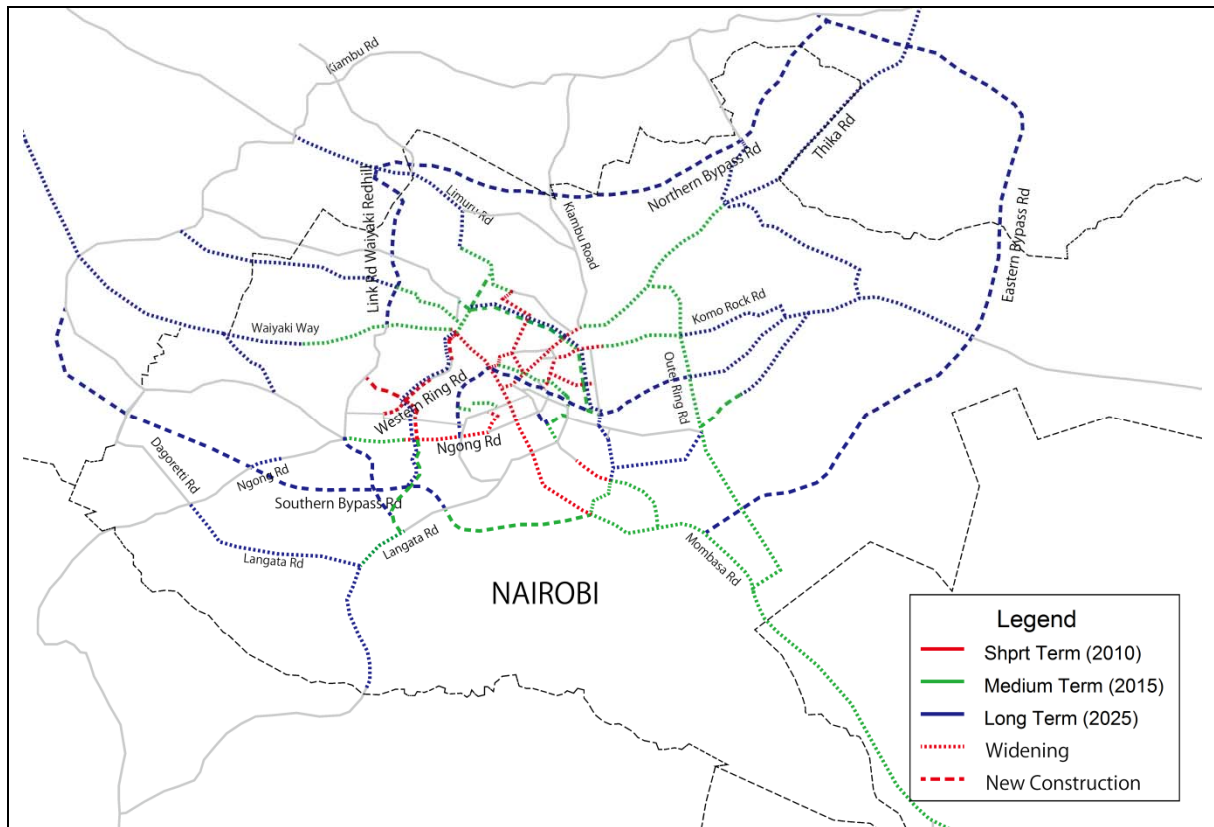 Kiambu Rd
Thika Rd
Northern Bypass Rd
Limuru Rd
Link Rd Waiyaki Redhill
Kiambu Road
Eastern Bypass Rd
Komo Rock Rd
Waiyaki Way
Outer Ring Rd
Western Ring Rd
Ngong Rd
Dagoretti Rd
Ngong Rd
Southern Bypass Rd
Langata Rd
Langata Rd
Mombasa Rd
NAIROBI
Legend
Shprt Term (2010)
Medium Term (2015)
Long Term (2025)
Widening
New Construction